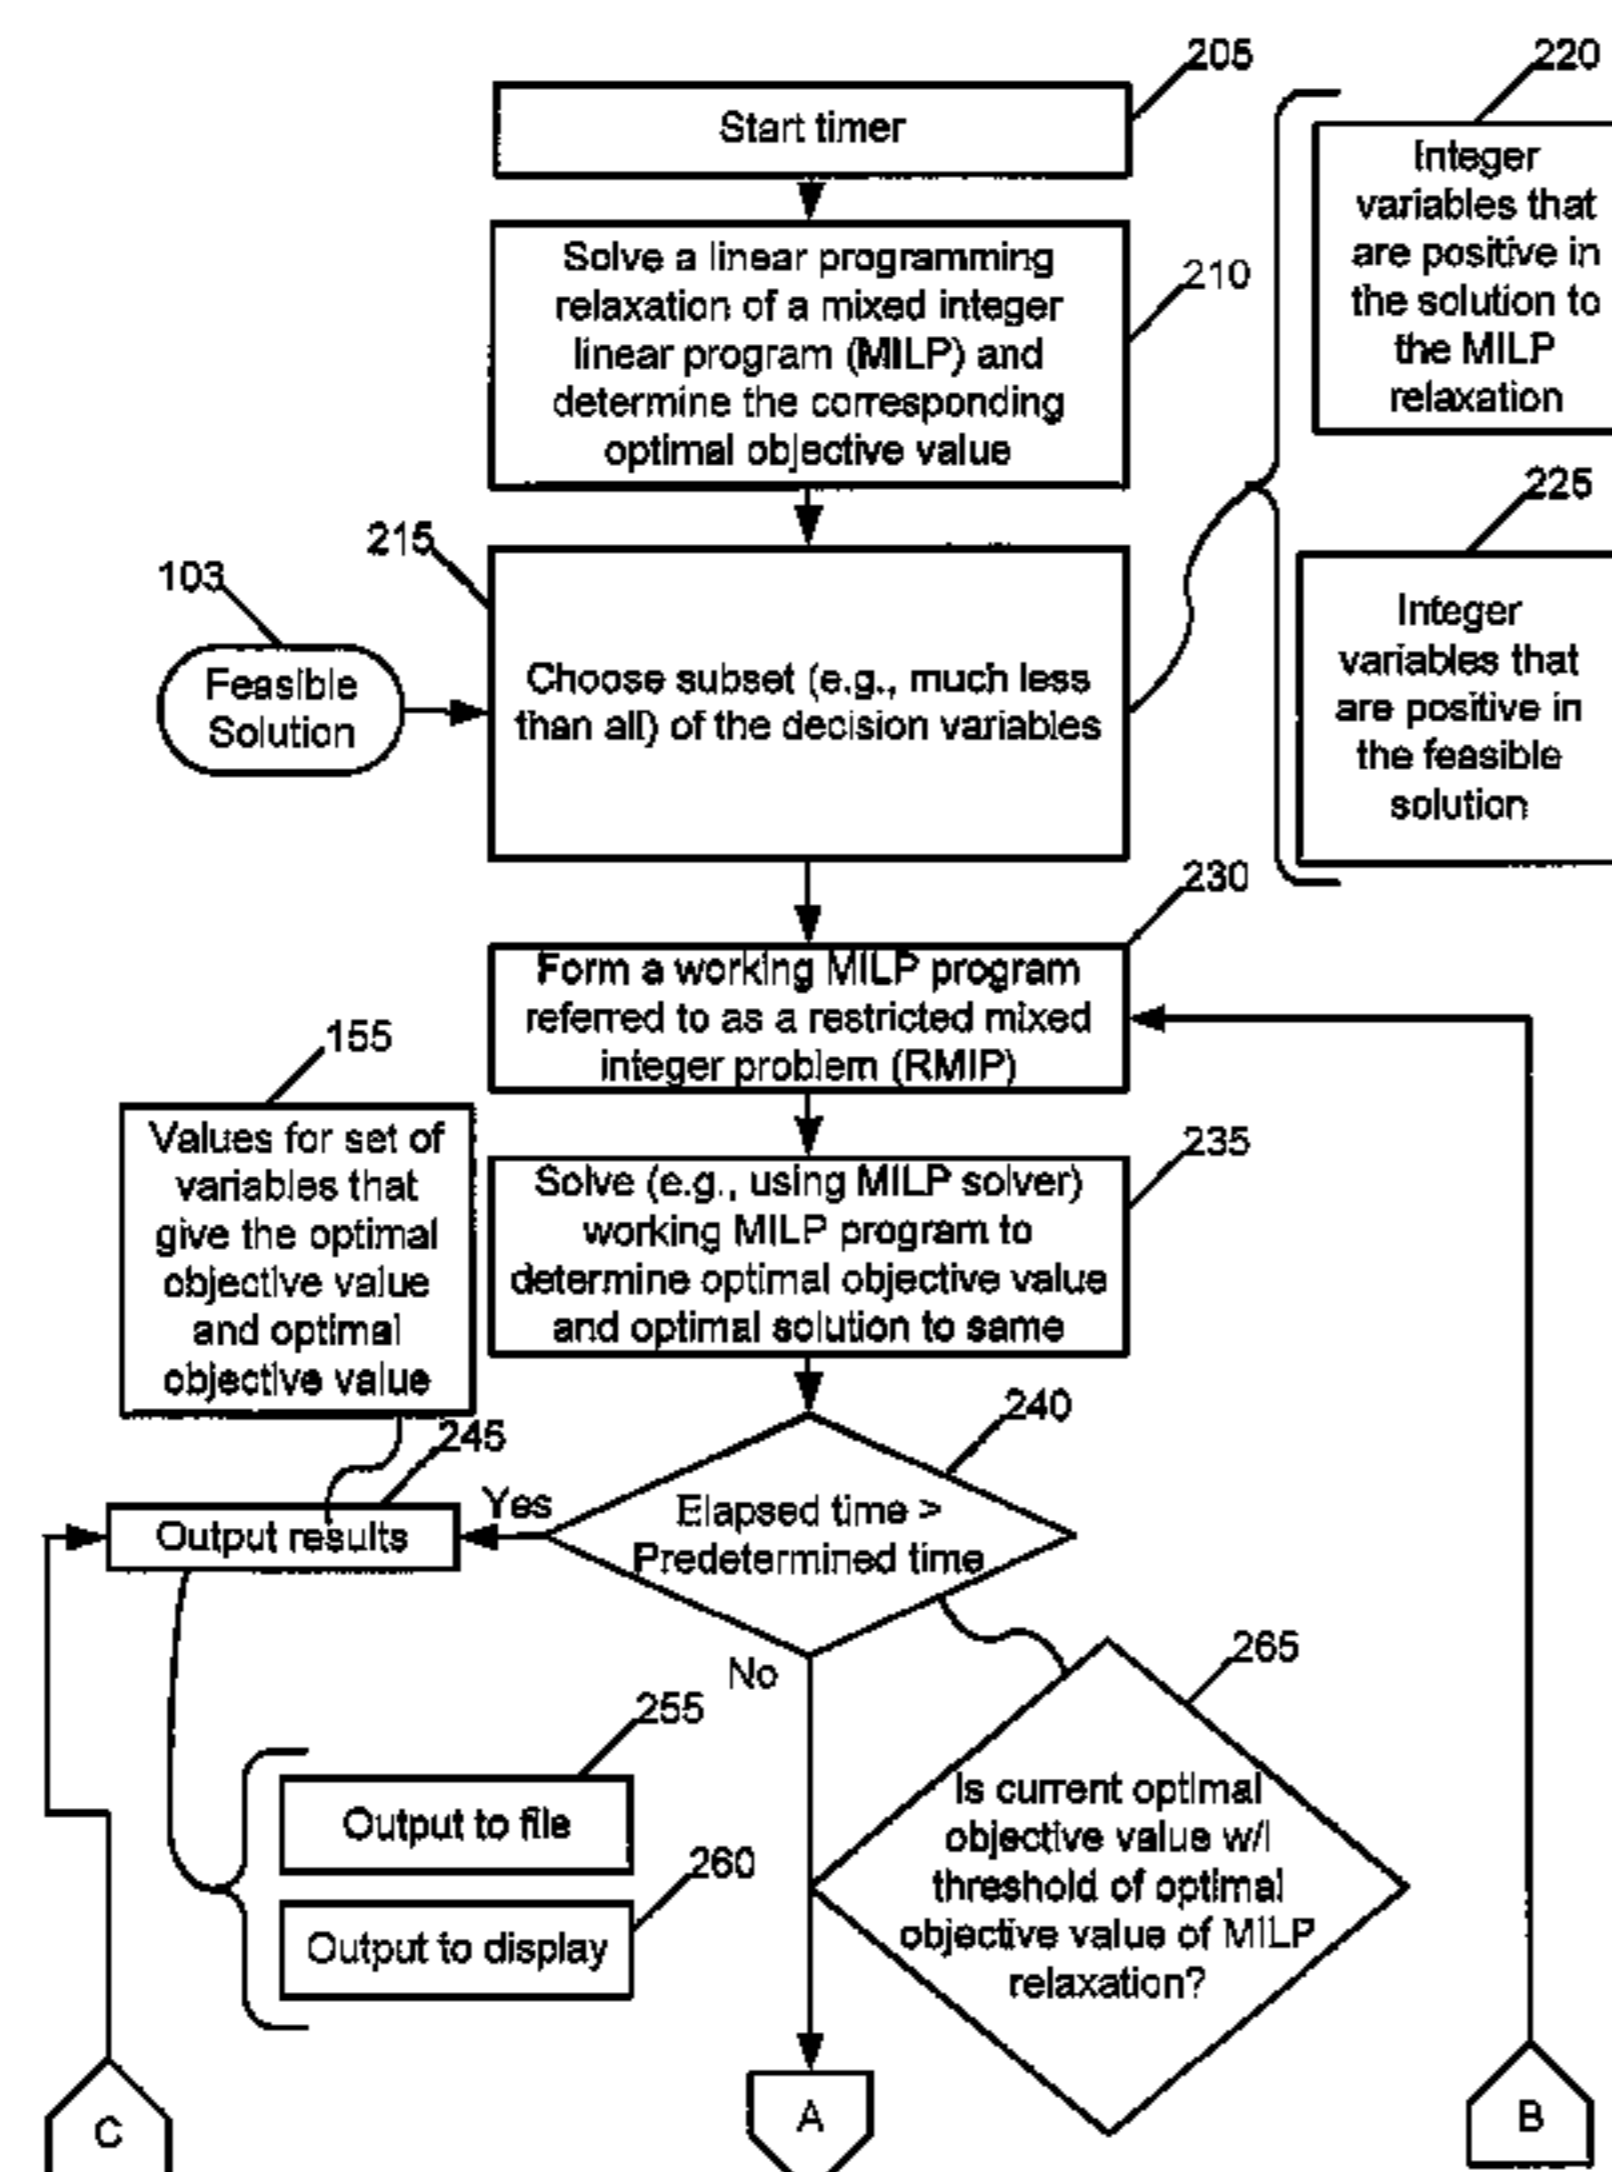 205
Start timer
220
Integer
variables that
are positive in
the solution to
the MILP
relaxation
210
Solve a linear programming
relaxation of a mixed integer
linear program (MILP) and
determine the corresponding
optimal objective value
215
103
Feasible
Solution
Choose subset (e.g., much less
than all) of the decision variables
225
Integer
variables that
are positive in
the feasible
solution
230
Form a working MILP program
referred to as a restricted mixed
integer problem (RMIP)
155
Values for set of
variables that
give the optimal
objective value
and optimal
objective value
235
Solve (e.g., using MILP solver)
working MILP program to
determine optimal objective value
and optimal solution to same
240
Elapsed time >
Predetermined time
245
Yes
Output results
No
265
Is current optimal
objective value w/i
threshold of optimal
objective value of MILP
relaxation?
255
Output to file
260
Output to display
C
A
B